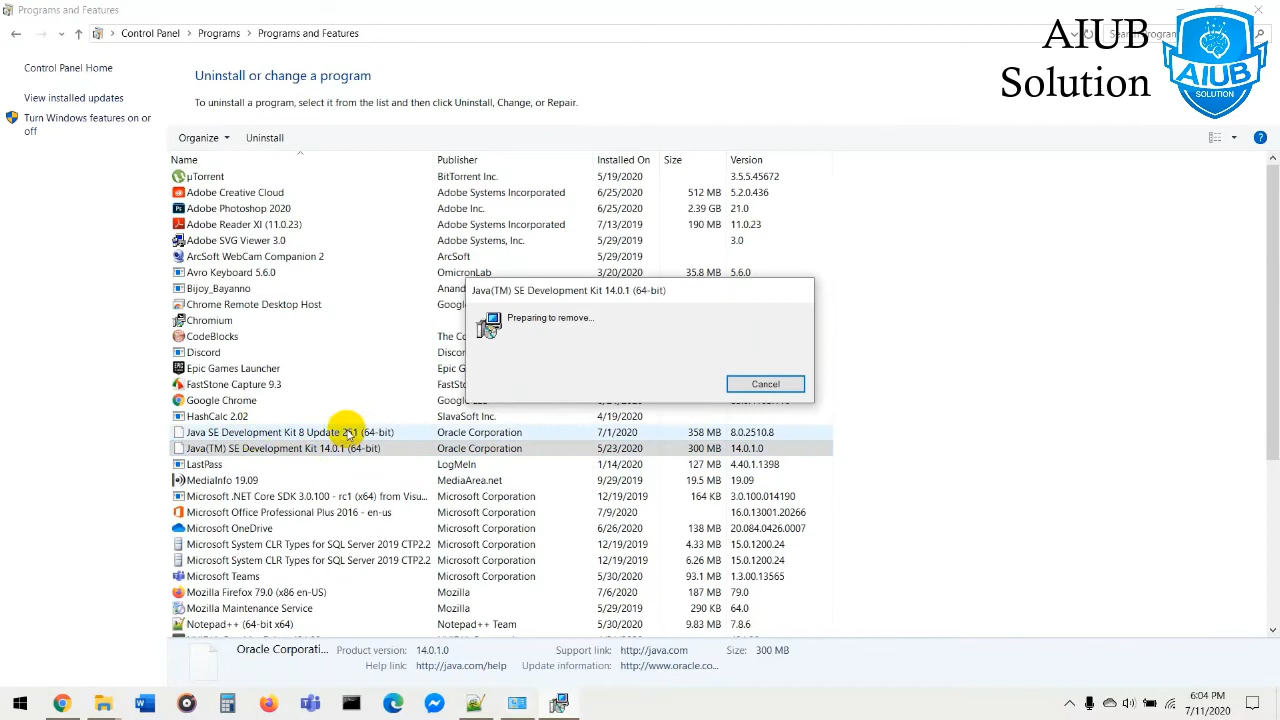 Programs and Features
AIUB
Solution
AIUB
SOLUTION
Control Panel Programs Programs and Features
Control Panel Home
View installed updates
Turn Windows features on or
off
Uninstall or change a program
To uninstall a program, select it from the list and then click Uninstall, Change, or Repair.
Organize Uninstall
Name Publisher Installed On Size Version
µTorrent BitTorrent Inc. 5/19/2020 3.5.5.45672
Adobe Creative Cloud Adobe Systems Incorporated 6/25/2020 512 MB 5.2.0.436
Adobe Photoshop 2020 Adobe Inc. 6/25/2020 2.39 GB 21.0
Adobe Reader XI (11.0.23) Adobe Systems Incorporated 7/13/2019 190 MB 11.0.23
Adobe SVG Viewer 3.0 Adobe Systems, Inc. 5/29/2019 3.0
ArcSoft WebCam Companion 2 ArcSoft 5/29/2019
Avro Keyboard 5.6.0 OmicronLab 3/20/2020 35.8 MB 5.6.0
Bijoy_Bayanno
Chrome Remote Desktop Host
Chromium
CodeBlocks The Co
Discord
Epic Games Launcher
FastStone Capture 9.3
Google Chrome
HashCalc 2.02 SlavaSoft Inc. 4/19/2020
Java SE Development Kit 8 Update 251 (64-bit) Oracle Corporation 7/1/2020 358 MB 8.0.2510.8
Java(TM) SE Development Kit 14.0.1 (64-bit) Oracle Corporation 5/23/2020 300 MB 14.0.1.0
LastPass LogMeIn 1/14/2020 127 MB 4.40.1.1398
MediaInfo 19.09 MediaArea.net 9/29/2019 19.5 MB 19.09
Microsoft .NET Core SDK 3.0.100 - rc1 (x64) from Visu... Microsoft Corporation 12/19/2019 164 KB 3.0.100.014190
Microsoft Office Professional Plus 2016 - en-us Microsoft Corporation 7/9/2020 16.0.13001.20266
Microsoft OneDrive Microsoft Corporation 6/26/2020 138 MB 20.084.0426.0007
Microsoft System CLR Types for SQL Server 2019 CTP2.2 Microsoft Corporation 12/19/2019 4.33 MB 15.0.1200.24
Microsoft System CLR Types for SQL Server 2019 CTP2.2 Microsoft Corporation 12/19/2019 6.26 MB 15.0.1200.24
Microsoft Teams Microsoft Corporation 5/30/2020 93.1 MB 1.3.00.13565
Mozilla Firefox 79.0 (x86 en-US) Mozilla 7/6/2020 187 MB 79.0
Mozilla Maintenance Service Mozilla 5/29/2019 290 KB 64.0
Notepad++ (64-bit x64) Notepad++ Team 5/30/2020 9.83 MB 7.8.6
Java(TM) SE Development Kit 14.0.1 (64-bit)
Preparing to remove...
Cancel
Oracle Corporati... Product version: 14.0.1.0 Support link: http://java.com Size: 300 MB
Help link: http://java.com/help Update information: http://www.oracle.co...
6:04 PM
7/11/2020